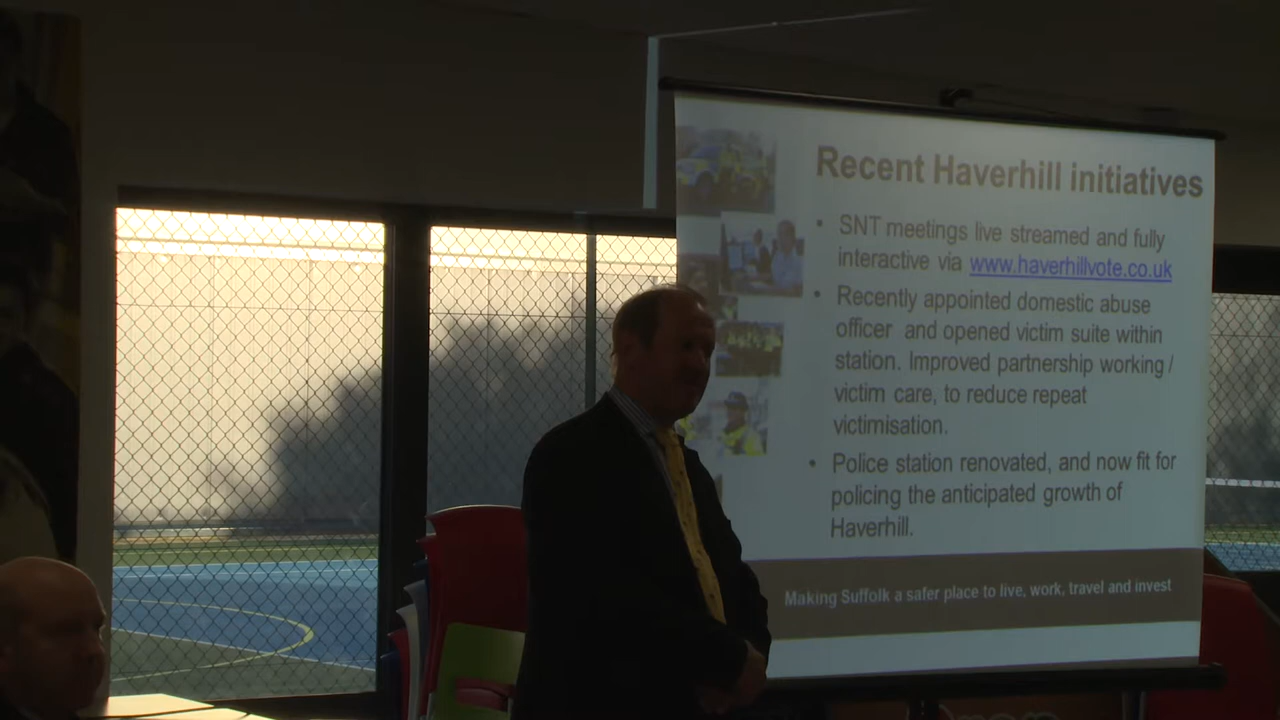 Recent Haverhill initiatives
• SNT meetings live streamed and fully
interactive via www.haverhillvote.co.uk
• Recently appointed domestic abuse
officer and opened victim suite within
station. Improved partnership working /
victim care, to reduce repeat
victimisation.
• Police station renovated, and now fit for
policing the anticipated growth of
Haverhill.
Making Suffolk a safer place to live, work, travel and invest